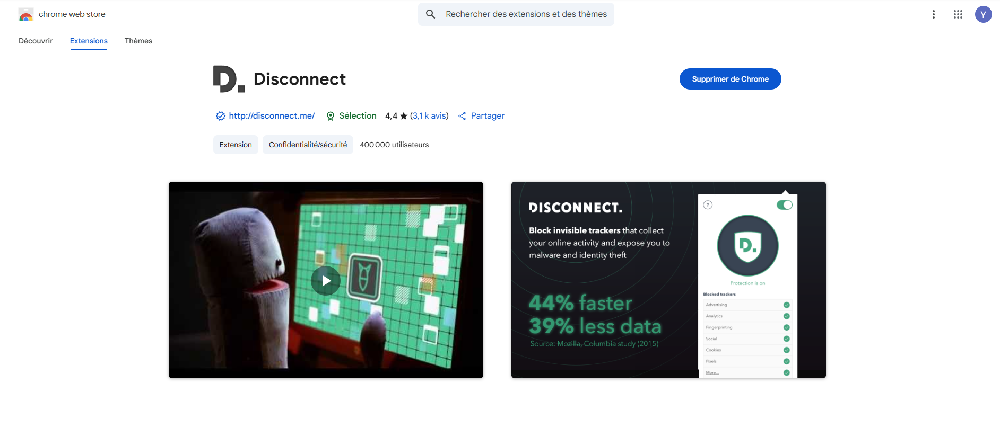 chrome web store
Rechercher des extensions et des thèmes
Y
Découvrir
Extensions
Thèmes
D.
Disconnect
Supprimer de Chrome
http://disconnect.me/
Sélection
4,4 ★ (3,1 k avis)
Partager
Extension
Confidentialité/sécurité
400 000 utilisateurs
DISCONNECT.
Block invisible trackers that collect
your online activity and expose you to
malware and identity theft
44% faster
39% less data
Source: Mozilla, Columbia study (2015)
?
D.
Protection is on
Blocked trackers
Advertising
Analytics
Fingerprinting
Social
Cookies
Pixels
More...